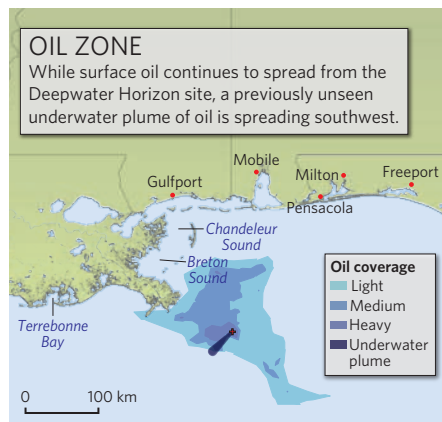 OIL ZONE
While surface oil continues to spread from the
Deepwater Horizon site, a previously unseen
underwater plume of oil is spreading southwest.
Mobile
Gulfport
Milton
Freeport
Pensacola
Chandeleur
Sound
Breton
Sound
Terrebonne
Bay
Oil coverage
Light
Medium
Heavy
Underwater
plume
0 100 km